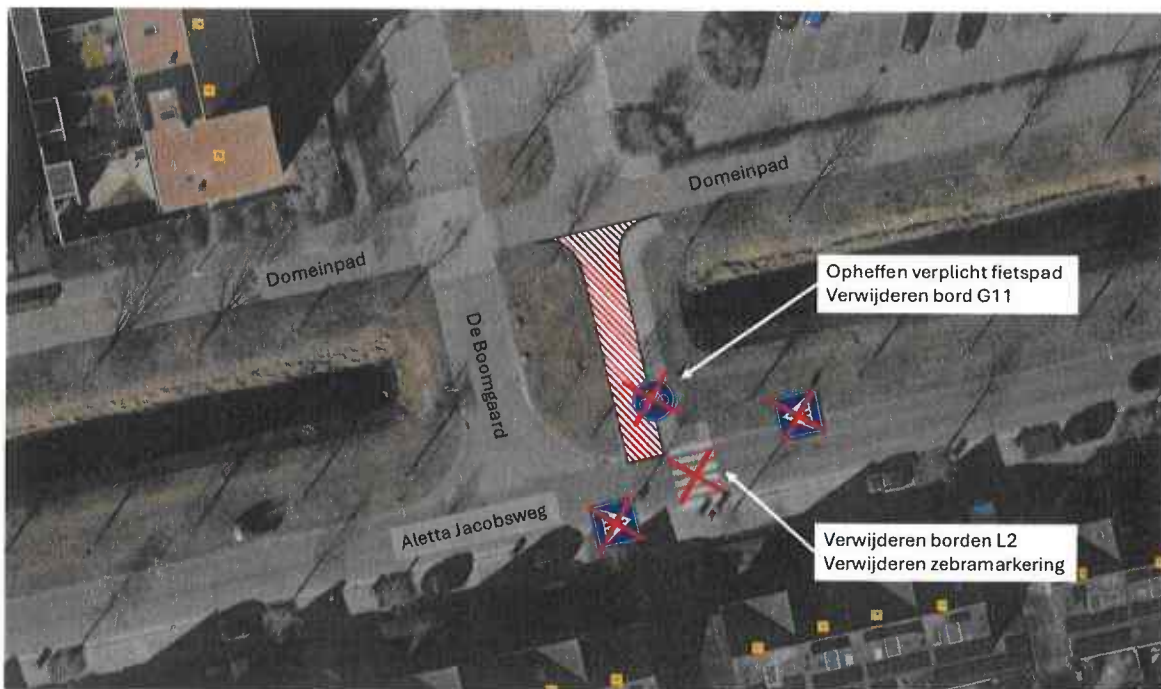 Domeinpad
Domeinpad
Opheffen verplicht fietspad
Verwijderen bord G11
De Boomgaard
Aletta Jacobsweg
Verwijderen borden L2
Verwijderen zebramarkering